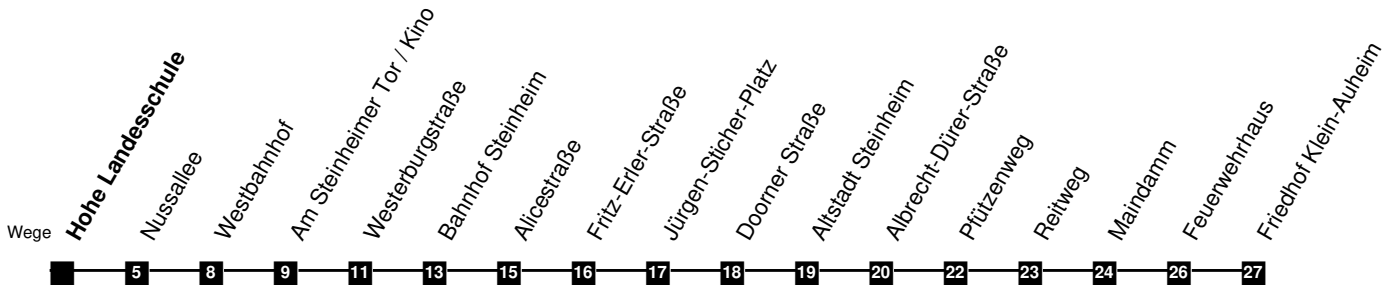 Wege
Hohe Landesschule
Nussallee
Westbahnhof
Am Steinheimer Tor / Kino
Westerburgstraße
Bahnhof Steinheim
Alicestraße
Fritz-Erler-Straße
Jürgen-Sticher-Platz
Doorner Straße
Altstadt Steinheim
Albrecht-Dürer-Straße
Pfützenweg
Reitweg
Maindamm
Feuerwehrhaus
Friedhof Klein-Auheim
5 8 9 11 13 15 16 17 18 19 20 22 23 24 26 27